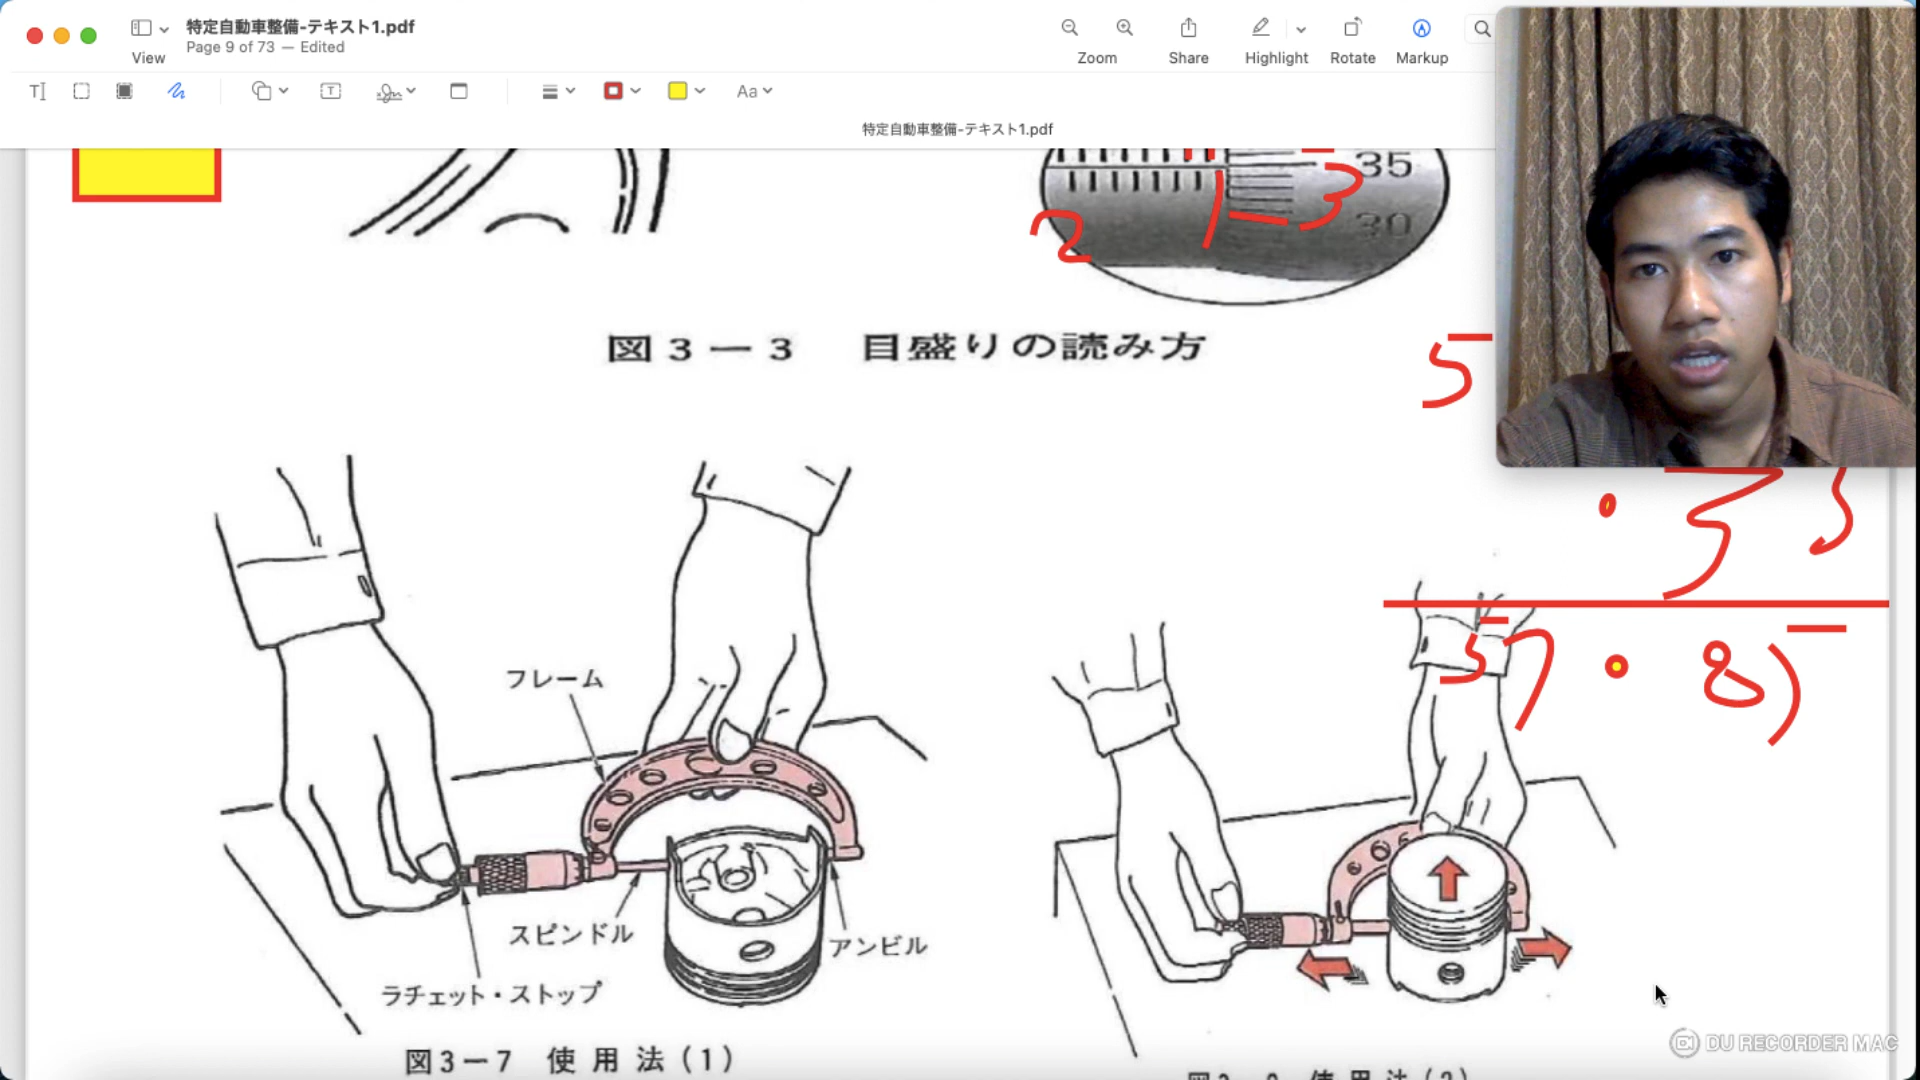 特定自動車整備-テキスト1.pdf
Page 9 of 73 — Edited
View
Zoom
Share
Highlight
Rotate
Markup
Aa
特定自動車整備-テキスト1.pdf
35
30
2
1-3
図3-3 目盛りの読み方
5
フレーム
スピンドル
アンビル
ラチェット・ストップ
図3-7 使用法(1)
DU RECORDER MAC